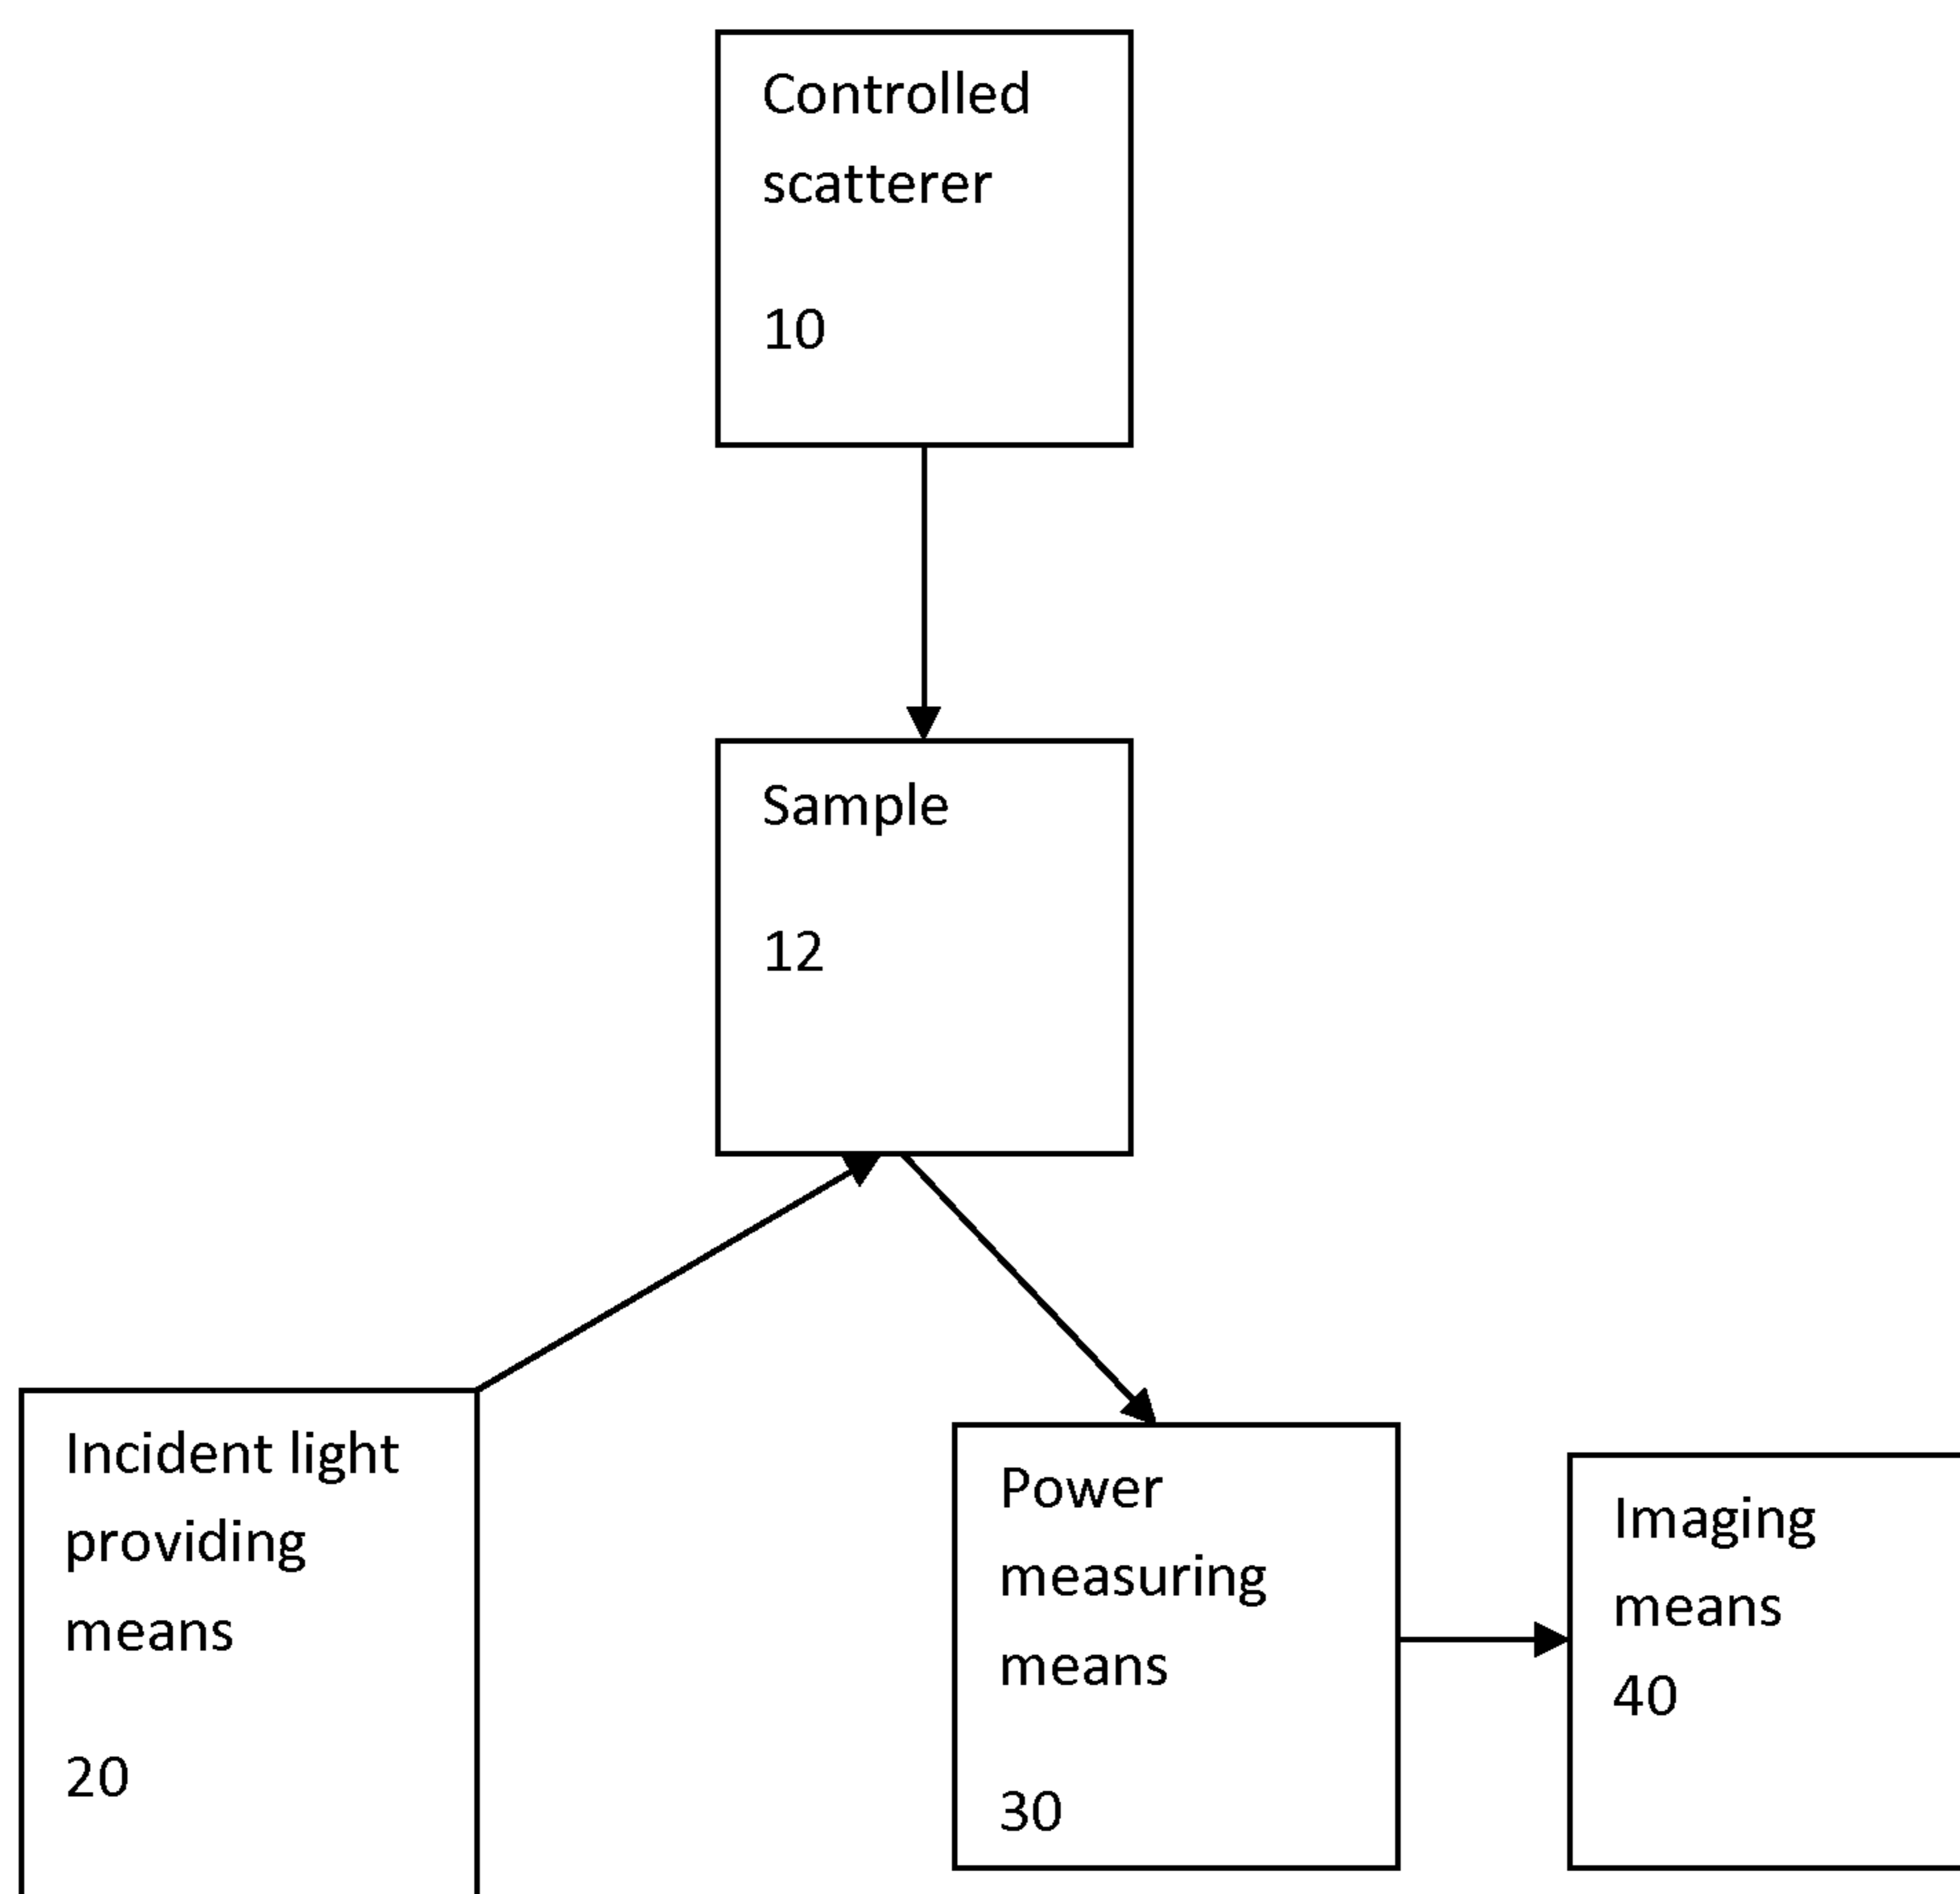 Controlled
scatterer
10
Sample
12
Incident light
providing
means
20
Power
measuring
means
30
Imaging
means
40